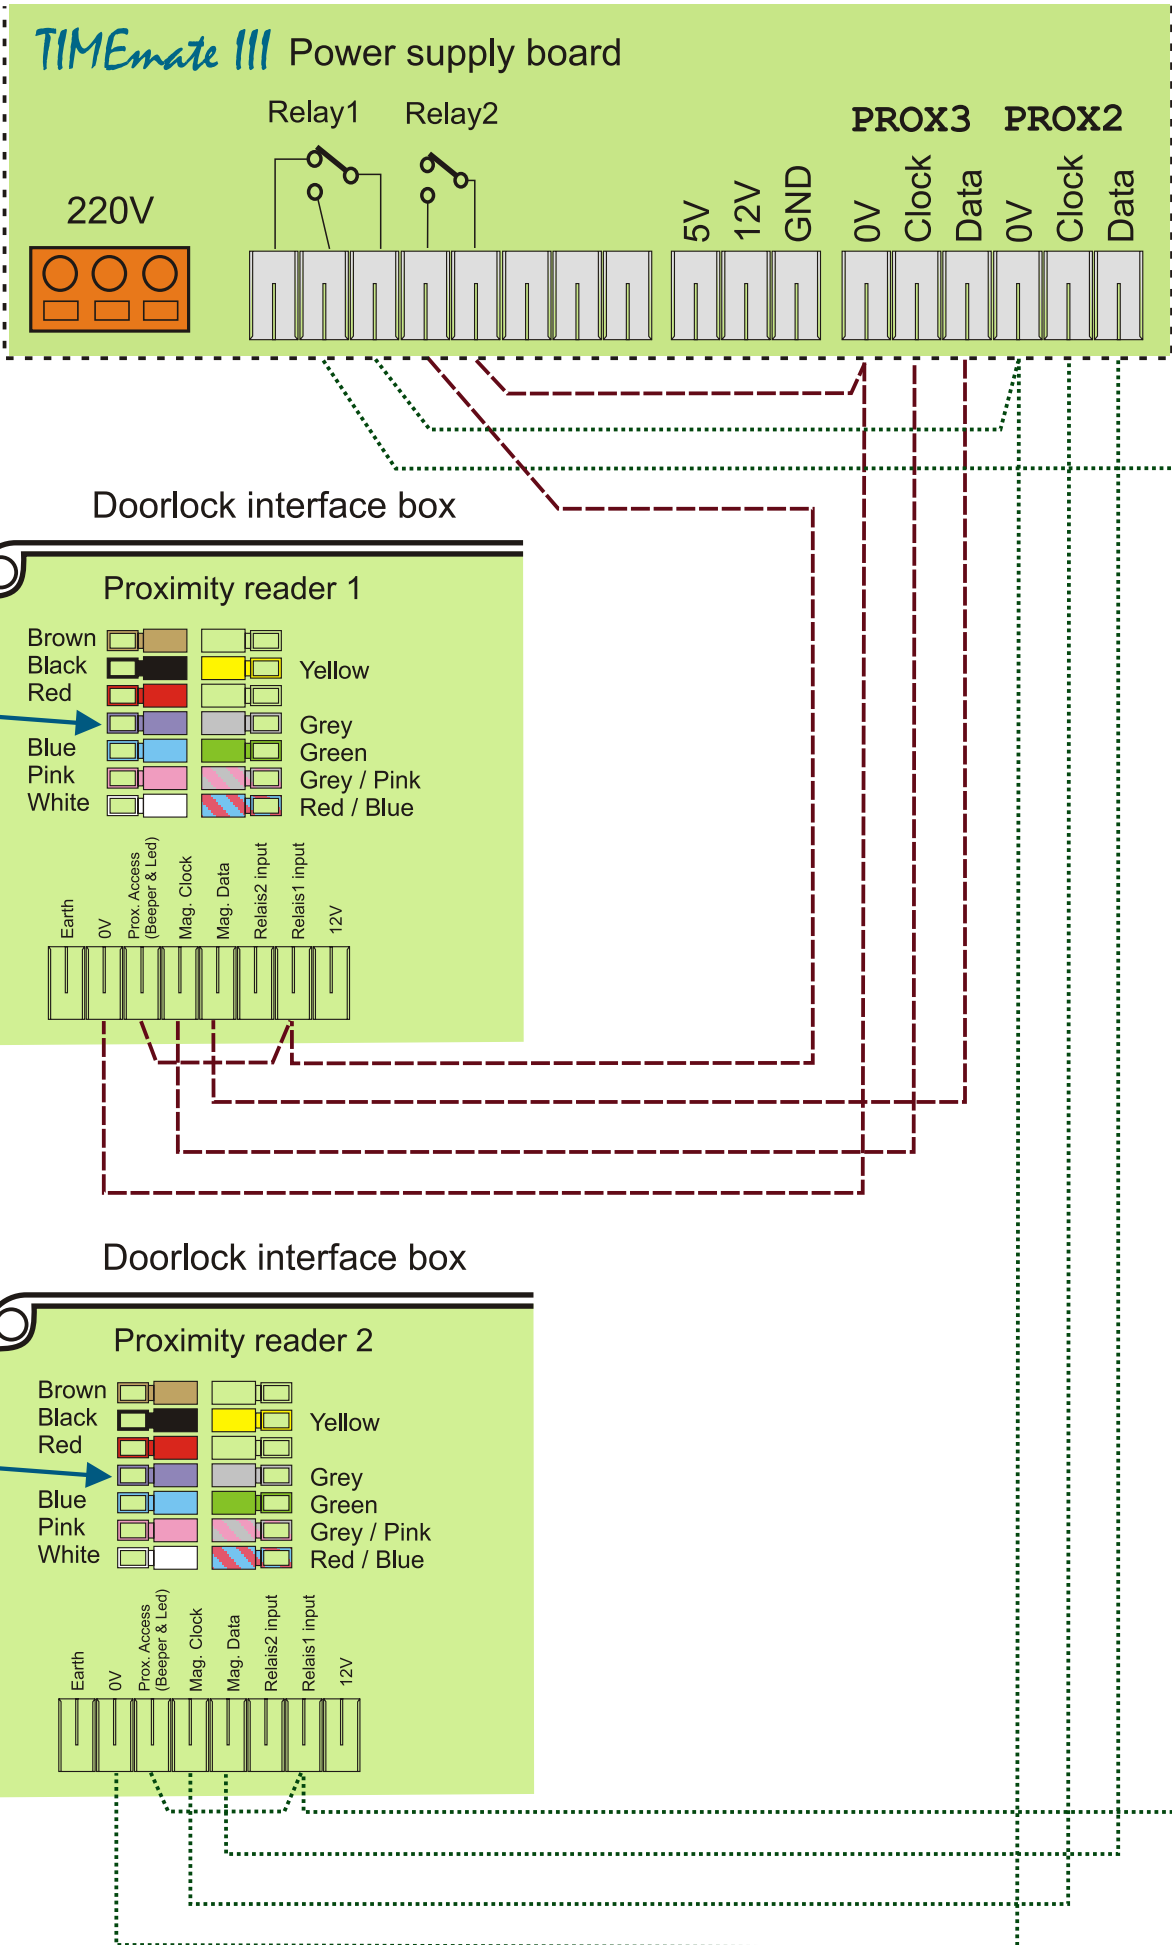 TIMEmate III Power supply board
Relay1 Relay2
PROX3 PROX2
220V
5V
12V
GND
0V
Clock
Data
0V
Clock
Data
Doorlock interface box
Proximity reader 1
Brown
Black Yellow
Red
Grey
Blue Green
Pink Grey / Pink
White Red / Blue
Earth
0V
Prox. Access
(Beeper & Led)
Mag. Clock
Mag. Data
Relais2 input
Relais1 input
12V
Doorlock interface box
Proximity reader 2
Brown
Black Yellow
Red
Grey
Blue Green
Pink Grey / Pink
White Red / Blue
Earth
0V
Prox. Access
(Beeper & Led)
Mag. Clock
Mag. Data
Relais2 input
Relais1 input
12V